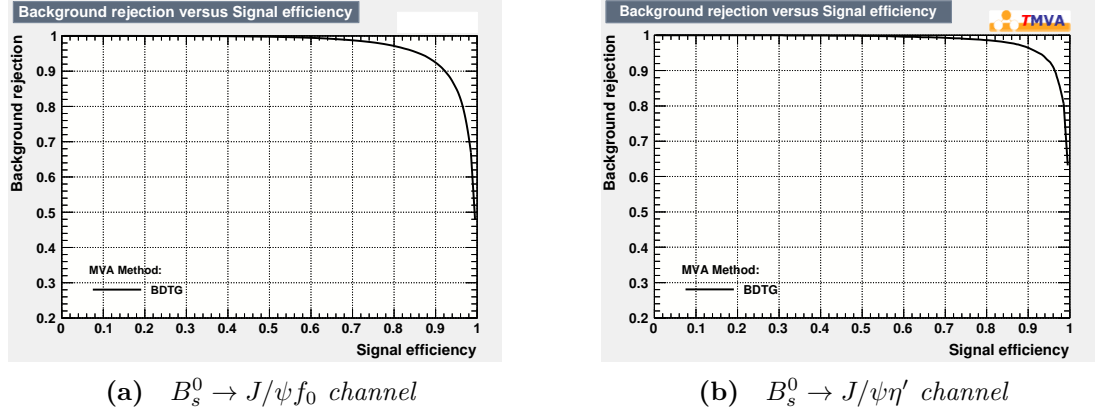 Background rejection versus Signal efficiency
Background rejection
1
0.9
0.8
0.7
0.6
0.5
0.4
0.3
0.2
MVA Method:
BDTG
0 0.1 0.2 0.3 0.4 0.5 0.6 0.7 0.8 0.9 1
Signal efficiency
(a) B_s^0 → J/ψf_0 channel
Background rejection versus Signal efficiency
TMVA
Background rejection
1
0.9
0.8
0.7
0.6
0.5
0.4
0.3
0.2
MVA Method:
BDTG
0 0.1 0.2 0.3 0.4 0.5 0.6 0.7 0.8 0.9 1
Signal efficiency
(b) B_s^0 → J/ψη′ channel